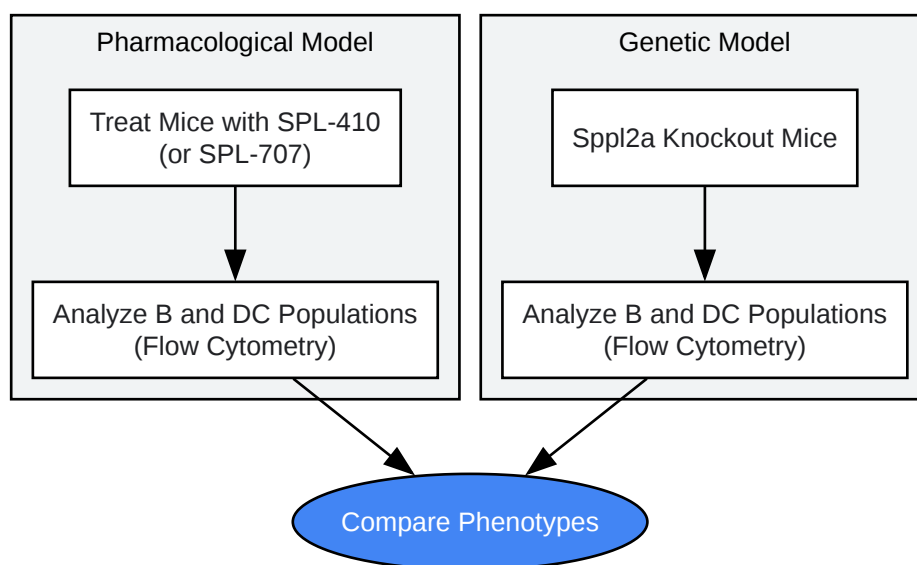 Pharmacological Model
Treat Mice with SPL-410
(or SPL-707)
Analyze B and DC Populations
(Flow Cytometry)
Genetic Model
Sppl2a Knockout Mice
Analyze B and DC Populations
(Flow Cytometry)
Compare Phenotypes